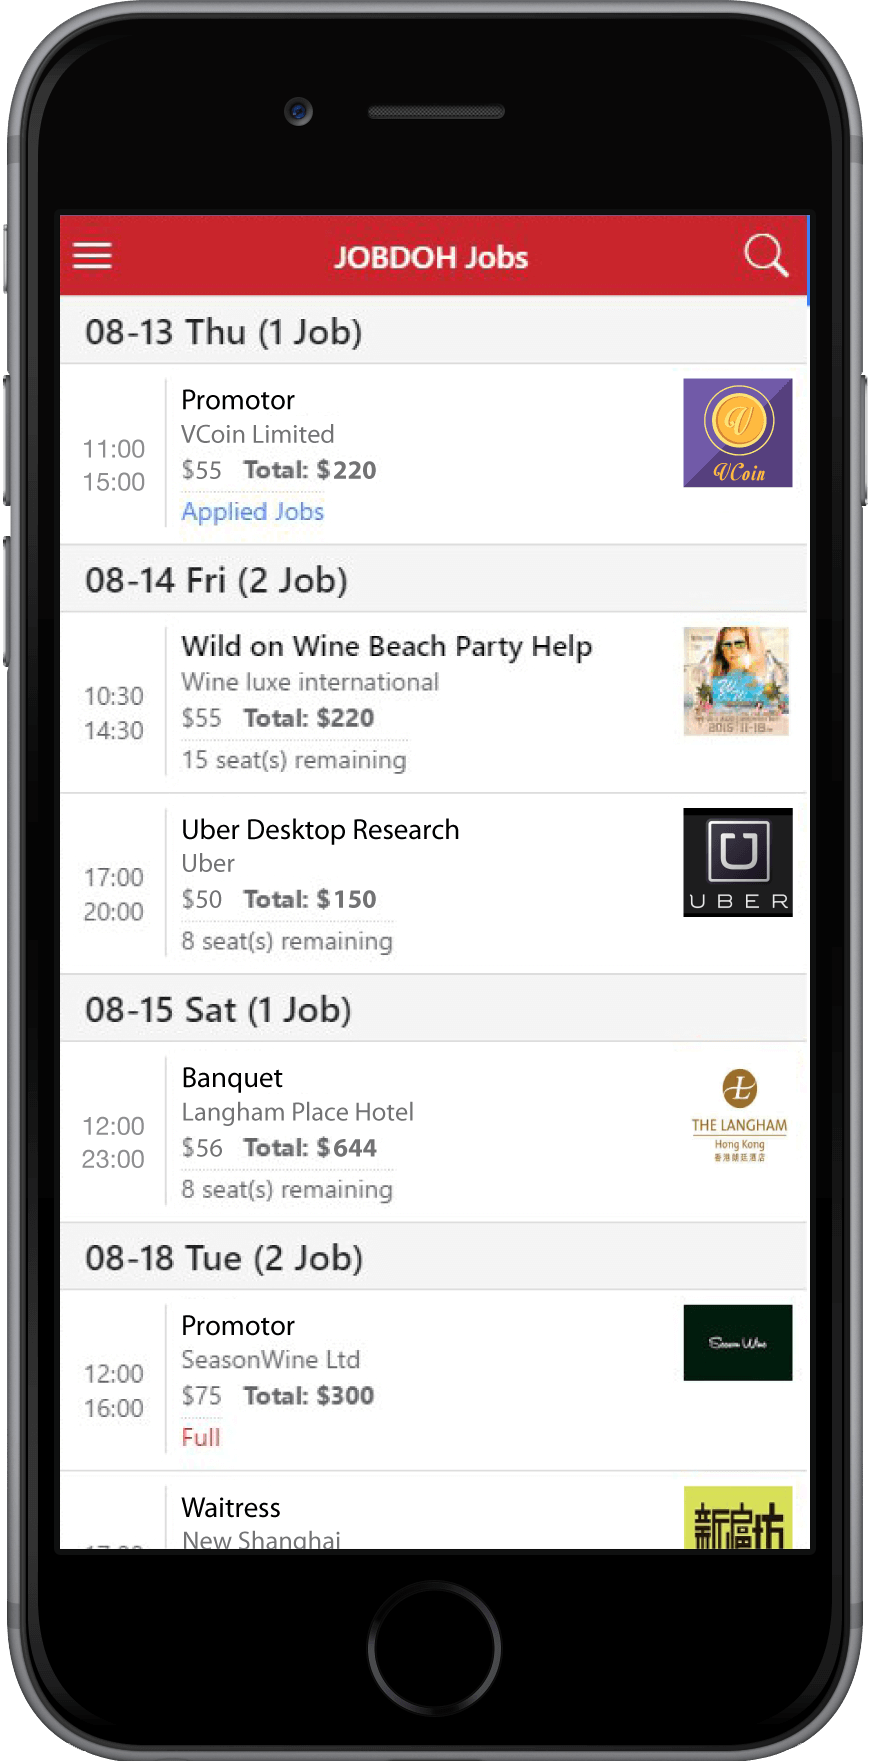 JOBDOH Jobs
08-13 Thu (1 Job)
11:00
15:00
Promotor
VCoin Limited
$55 Total: $220
Applied Jobs
VCoin
08-14 Fri (2 Job)
10:30
14:30
Wild on Wine Beach Party Help
Wine luxe international
$55 Total: $220
15 seat(s) remaining
2015 11-18
17:00
20:00
Uber Desktop Research
Uber
$50 Total: $150
8 seat(s) remaining
UBER
08-15 Sat (1 Job)
12:00
23:00
Banquet
Langham Place Hotel
$56 Total: $644
8 seat(s) remaining
THE LANGHAM
Hong Kong
香港朗廷酒店
08-18 Tue (2 Job)
12:00
16:00
Promotor
SeasonWine Ltd
$75 Total: $300
Full
Season Wine
Waitress
New Shanghai
新滬坊